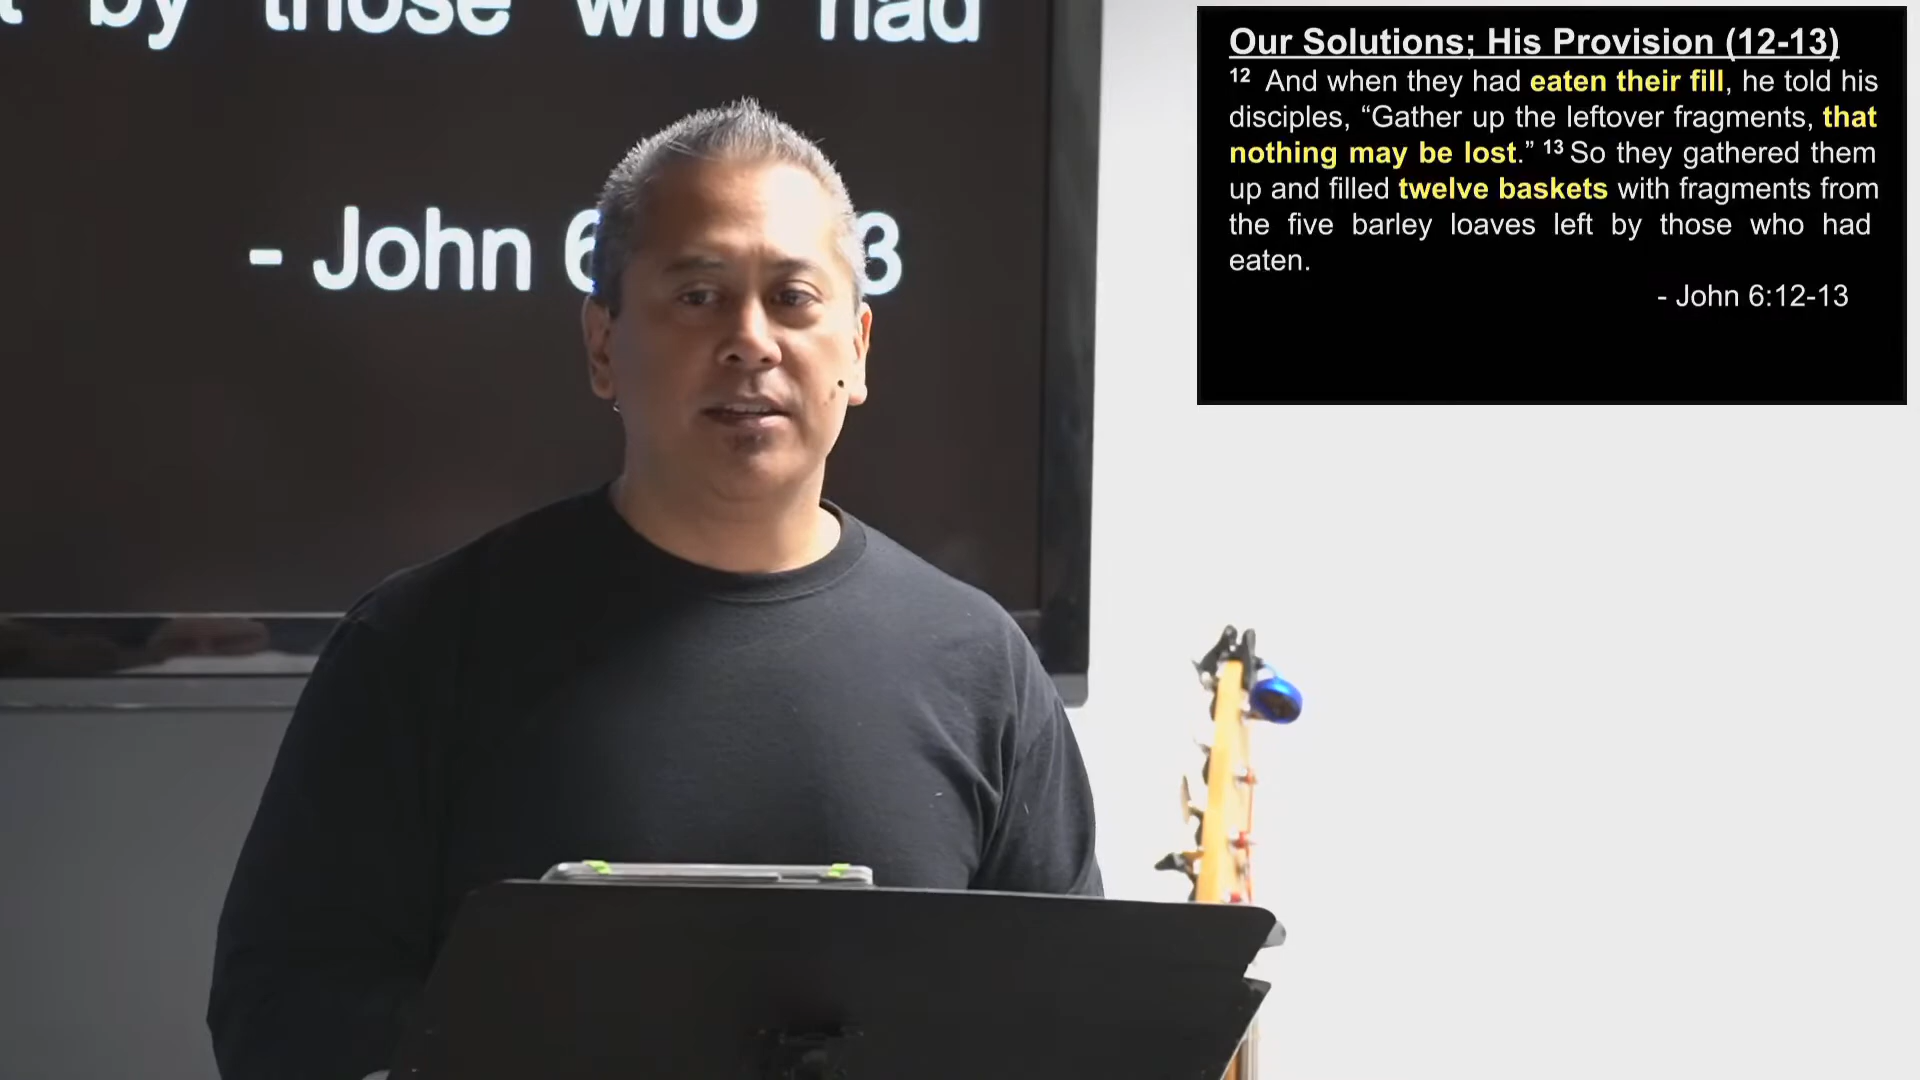 t by those who had
- John 6 3
Our Solutions; His Provision (12-13)
12 And when they had eaten their fill, he told his
disciples, “Gather up the leftover fragments, that
nothing may be lost.” 13 So they gathered them
up and filled twelve baskets with fragments from
the five barley loaves left by those who had
eaten.
- John 6:12-13